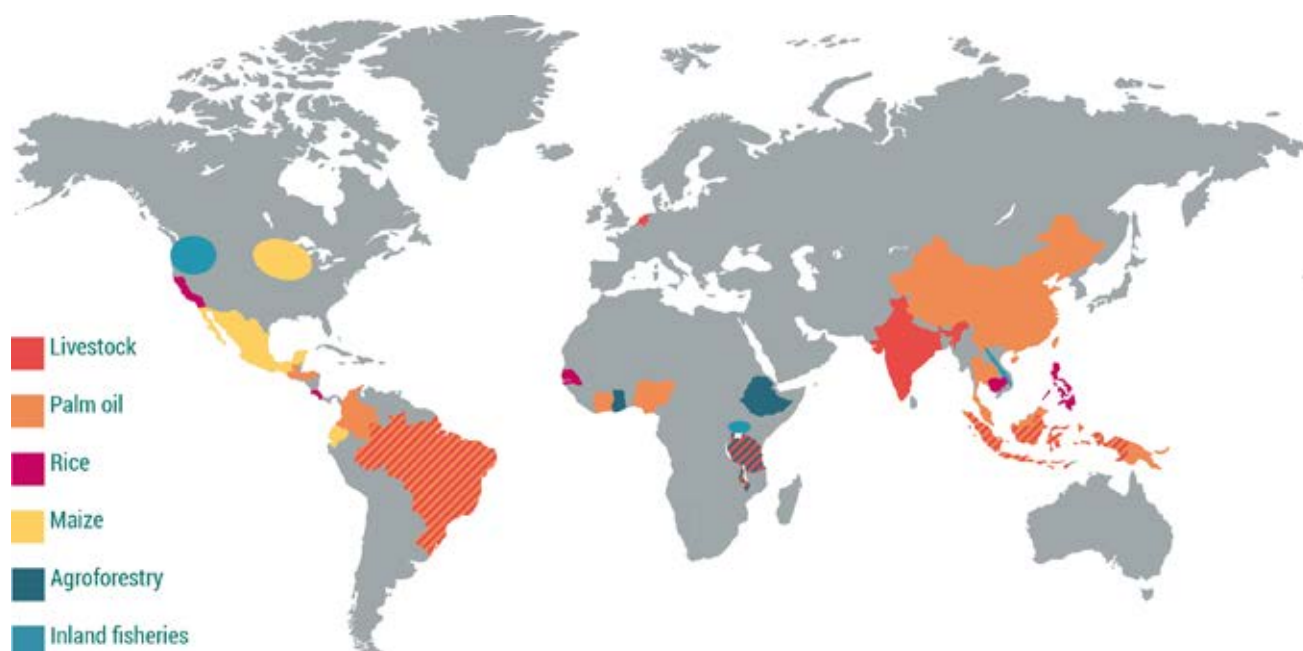 Livestock
Palm oil
Rice
Maize
Agroforestry
Inland fisheries